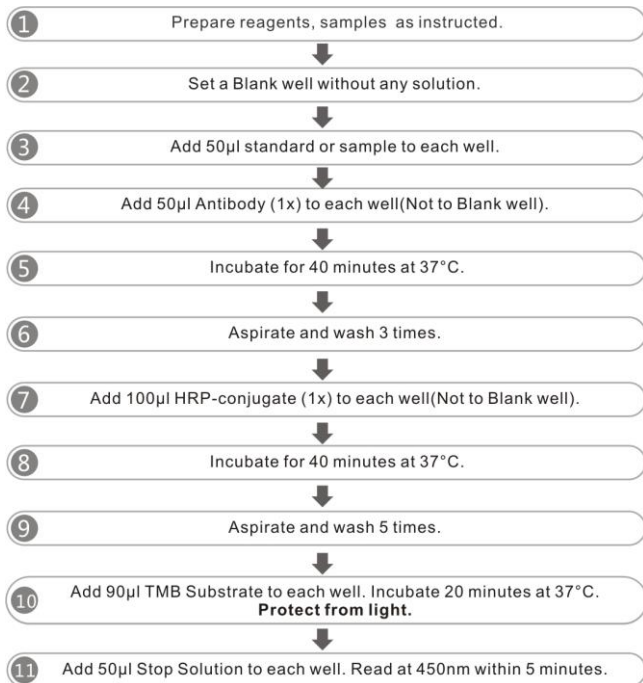 1 Prepare reagents, samples as instructed.
2 Set a Blank well without any solution.
3 Add 50μl standard or sample to each well.
4 Add 50μl Antibody (1x) to each well(Not to Blank well).
5 Incubate for 40 minutes at 37°C.
6 Aspirate and wash 3 times.
7 Add 100μl HRP-conjugate (1x) to each well(Not to Blank well).
8 Incubate for 40 minutes at 37°C.
9 Aspirate and wash 5 times.
10 Add 90μl TMB Substrate to each well. Incubate 20 minutes at 37°C.
Protect from light.
11 Add 50μl Stop Solution to each well. Read at 450nm within 5 minutes.